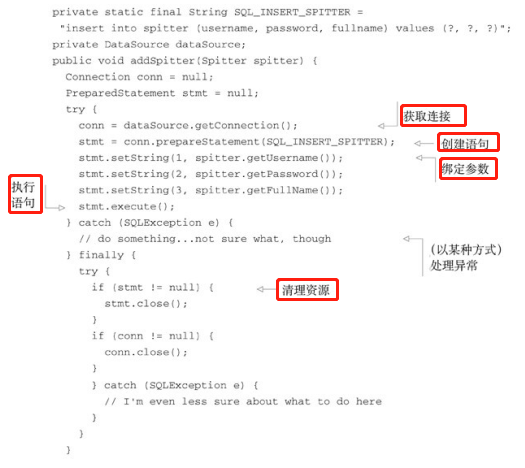 private static final String SQL_INSERT_SPITTER =
"insert into spitter (username, password, fullname) values (?, ?, ?)";
private DataSource dataSource;
public void addSpitter(Spitter spitter) {
Connection conn = null;
PreparedStatement stmt = null;
try {
获取连接
conn = dataSource.getConnection();
stmt = conn.prepareStatement(SQL_INSERT_SPITTER);
创建语句
stmt.setString(1, spitter.getUsername());
绑定参数
stmt.setString(2, spitter.getPassword());
执行
语句
stmt.setString(3, spitter.getFullName());
stmt.execute();
} catch (SQLException e) {
// do something...not sure what, though
(以某种方式)
处理异常
} finally {
try {
if (stmt != null) {
清理资源
stmt.close();
}
if (conn != null) {
conn.close();
}
} catch (SQLException e) {
// I'm even less sure about what to do here
}
}
}